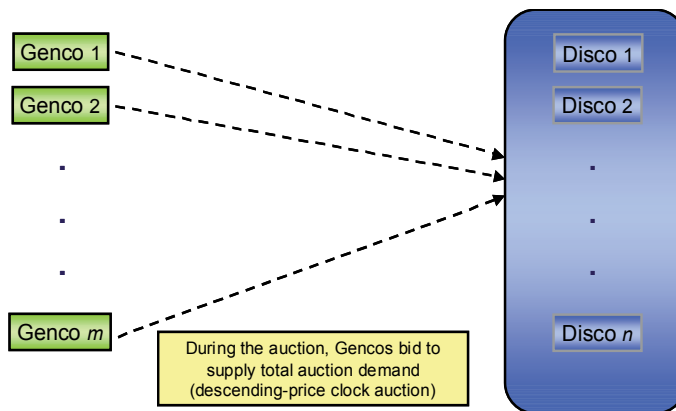 Genco 1
Disco 1
Genco 2
Disco 2
.
.
.
.
.
.
Genco m
Disco n
During the auction, Gencos bid to
supply total auction demand
(descending-price clock auction)